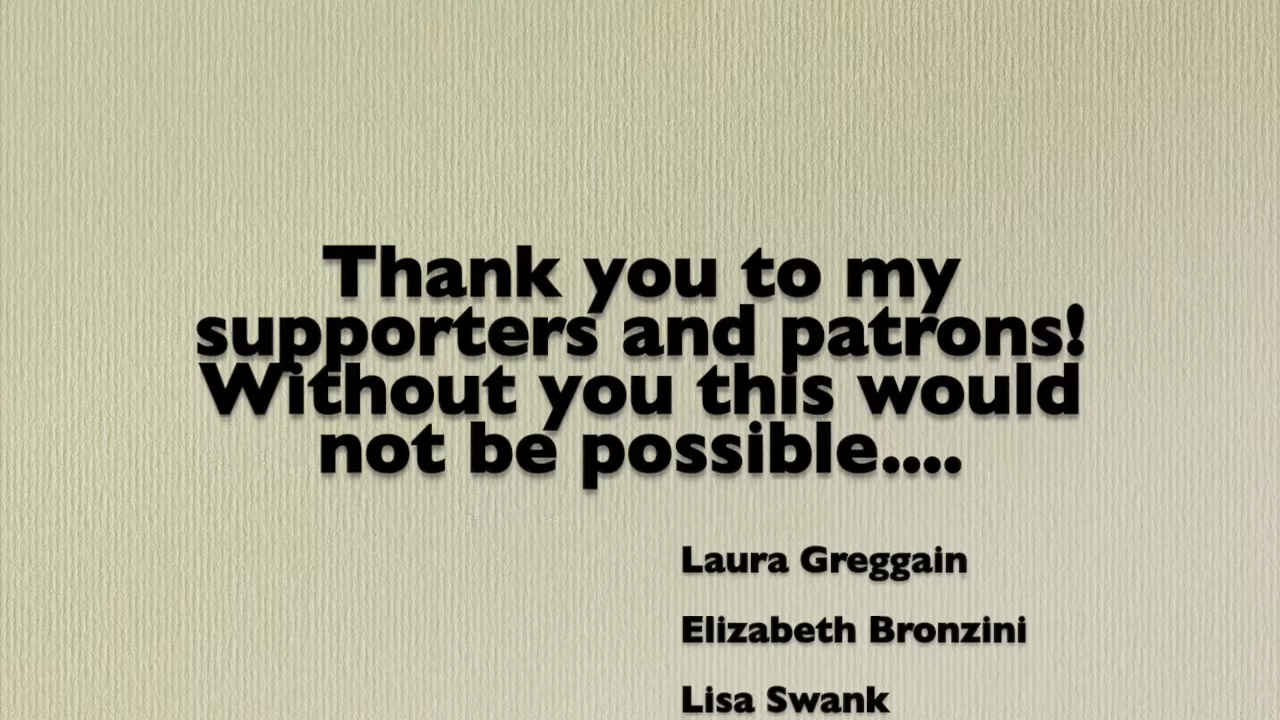 Thank you to my
supporters and patrons!
Without you this would
not be possible....
Laura Greggain
Elizabeth Bronzini
Lisa Swank